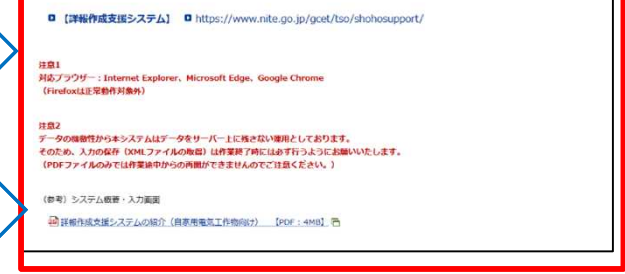 【詳報作成支援システム】 https://www.nite.go.jp/gcet/tso/shohosupport/
注意1
対応ブラウザー：Internet Explorer、Microsoft Edge、Google Chrome
（Firefoxは正常動作対象外）
注意2
データの機微性から本システムはデータをサーバー上に残さない運用としております。
そのため、入力の保存（XMLファイルの取得）は作業終了時には必ず行うようにお願いいたします。
（PDFファイルのみでは作業途中からの再開ができませんのでご注意ください。）
（参考）システム概要・入力画面
詳報作成支援システムの紹介（自家用電気工作物向け） 【PDF：4MB】